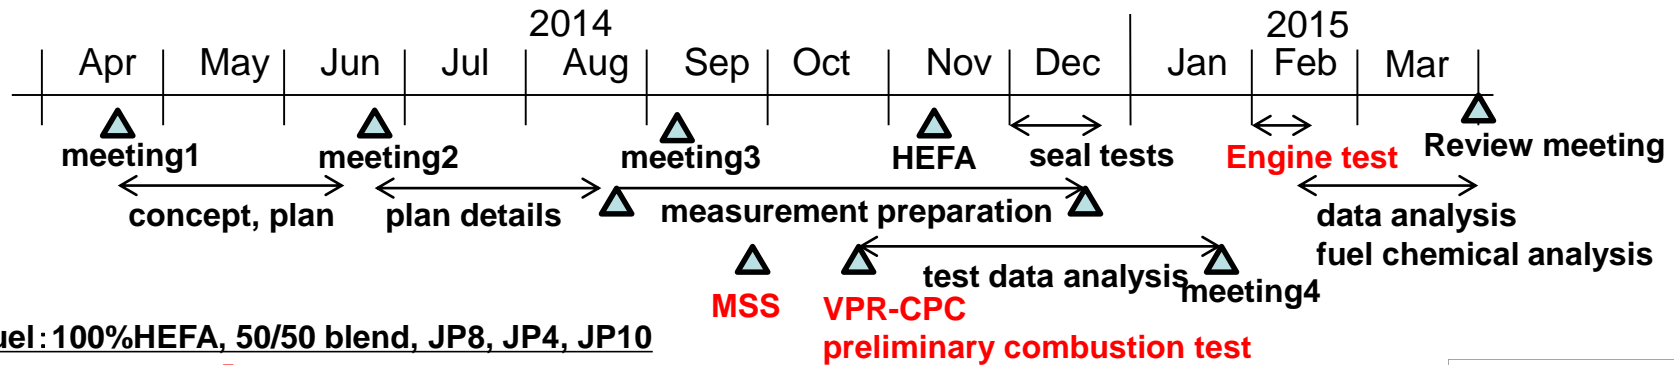 2014 2015
Apr May Jun Jul Aug Sep Oct Nov Dec Jan Feb Mar
meeting1 meeting2 meeting3 HEFA seal tests Engine test Review meeting
concept, plan plan details measurement preparation data analysis
fuel chemical analysis
test data analysis meeting4
MSS VPR-CPC
preliminary combustion test
uel:100%HEFA, 50/50 blend, JP8, JP4, JP10